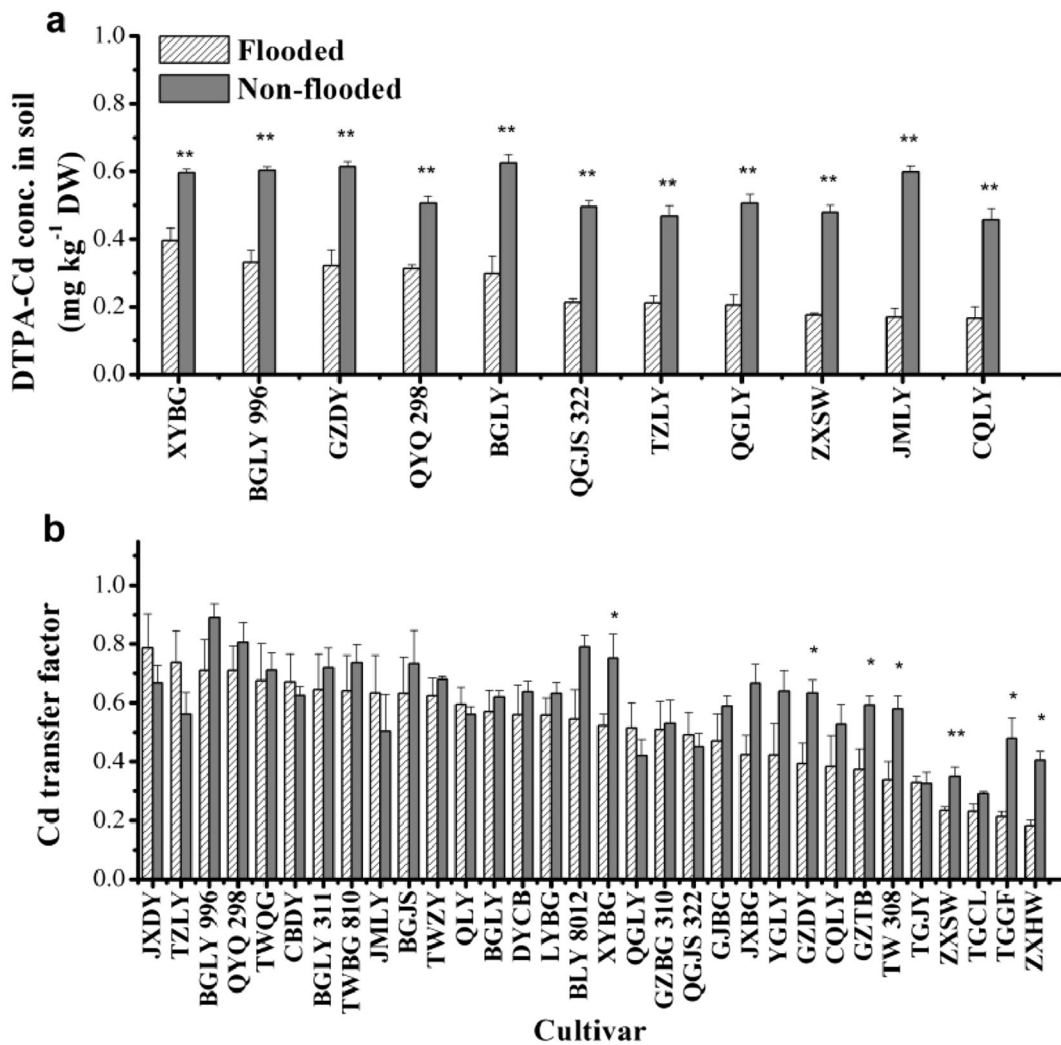 a
DTPA-Cd conc. in soil
(mg kg⁻¹ DW)
1.0
0.8
0.6
0.4
0.2
0.0
Flooded
Non-flooded
** ** ** ** ** ** ** ** ** ** **
XYBG BGLY 996 GZDY QYQ 298 BGLY QGJS 322 TZLY QGLY ZXSW JMLY CQLY
b
Cd transfer factor
1.0
0.8
0.6
0.4
0.2
0.0
* * * * ** * *
JXDY TZLY BGLY 996 QYQ 298 TWQG CBDY BGLY 311 TWBG 810 JMLY BGJS TWZY QLY BGLY DYCB LYBG BLY 8012 XYBG QGLY GZBG 310 QGJS 322 GJBG JXBG YGLY GZDY CQLY GZTB TW 308 TGJY ZXSW TGCL TGGF ZXHW
Cultivar